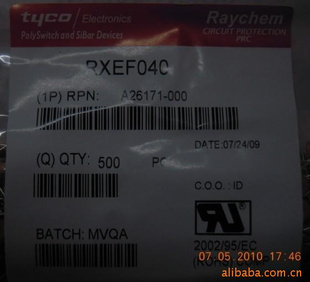 tyco Electronics
PolySwitch and SiBar Devices
Raychem
CIRCUIT PROTECTION
PRC
RXEF040
(1P) RPN: A26171-000
DATE:07/24/09
(Q) QTY: 500 PC
C.O.O. :ID
BATCH: MVQA
2002/95/EC
07.05.2010 17:46
alibaba.com.cn